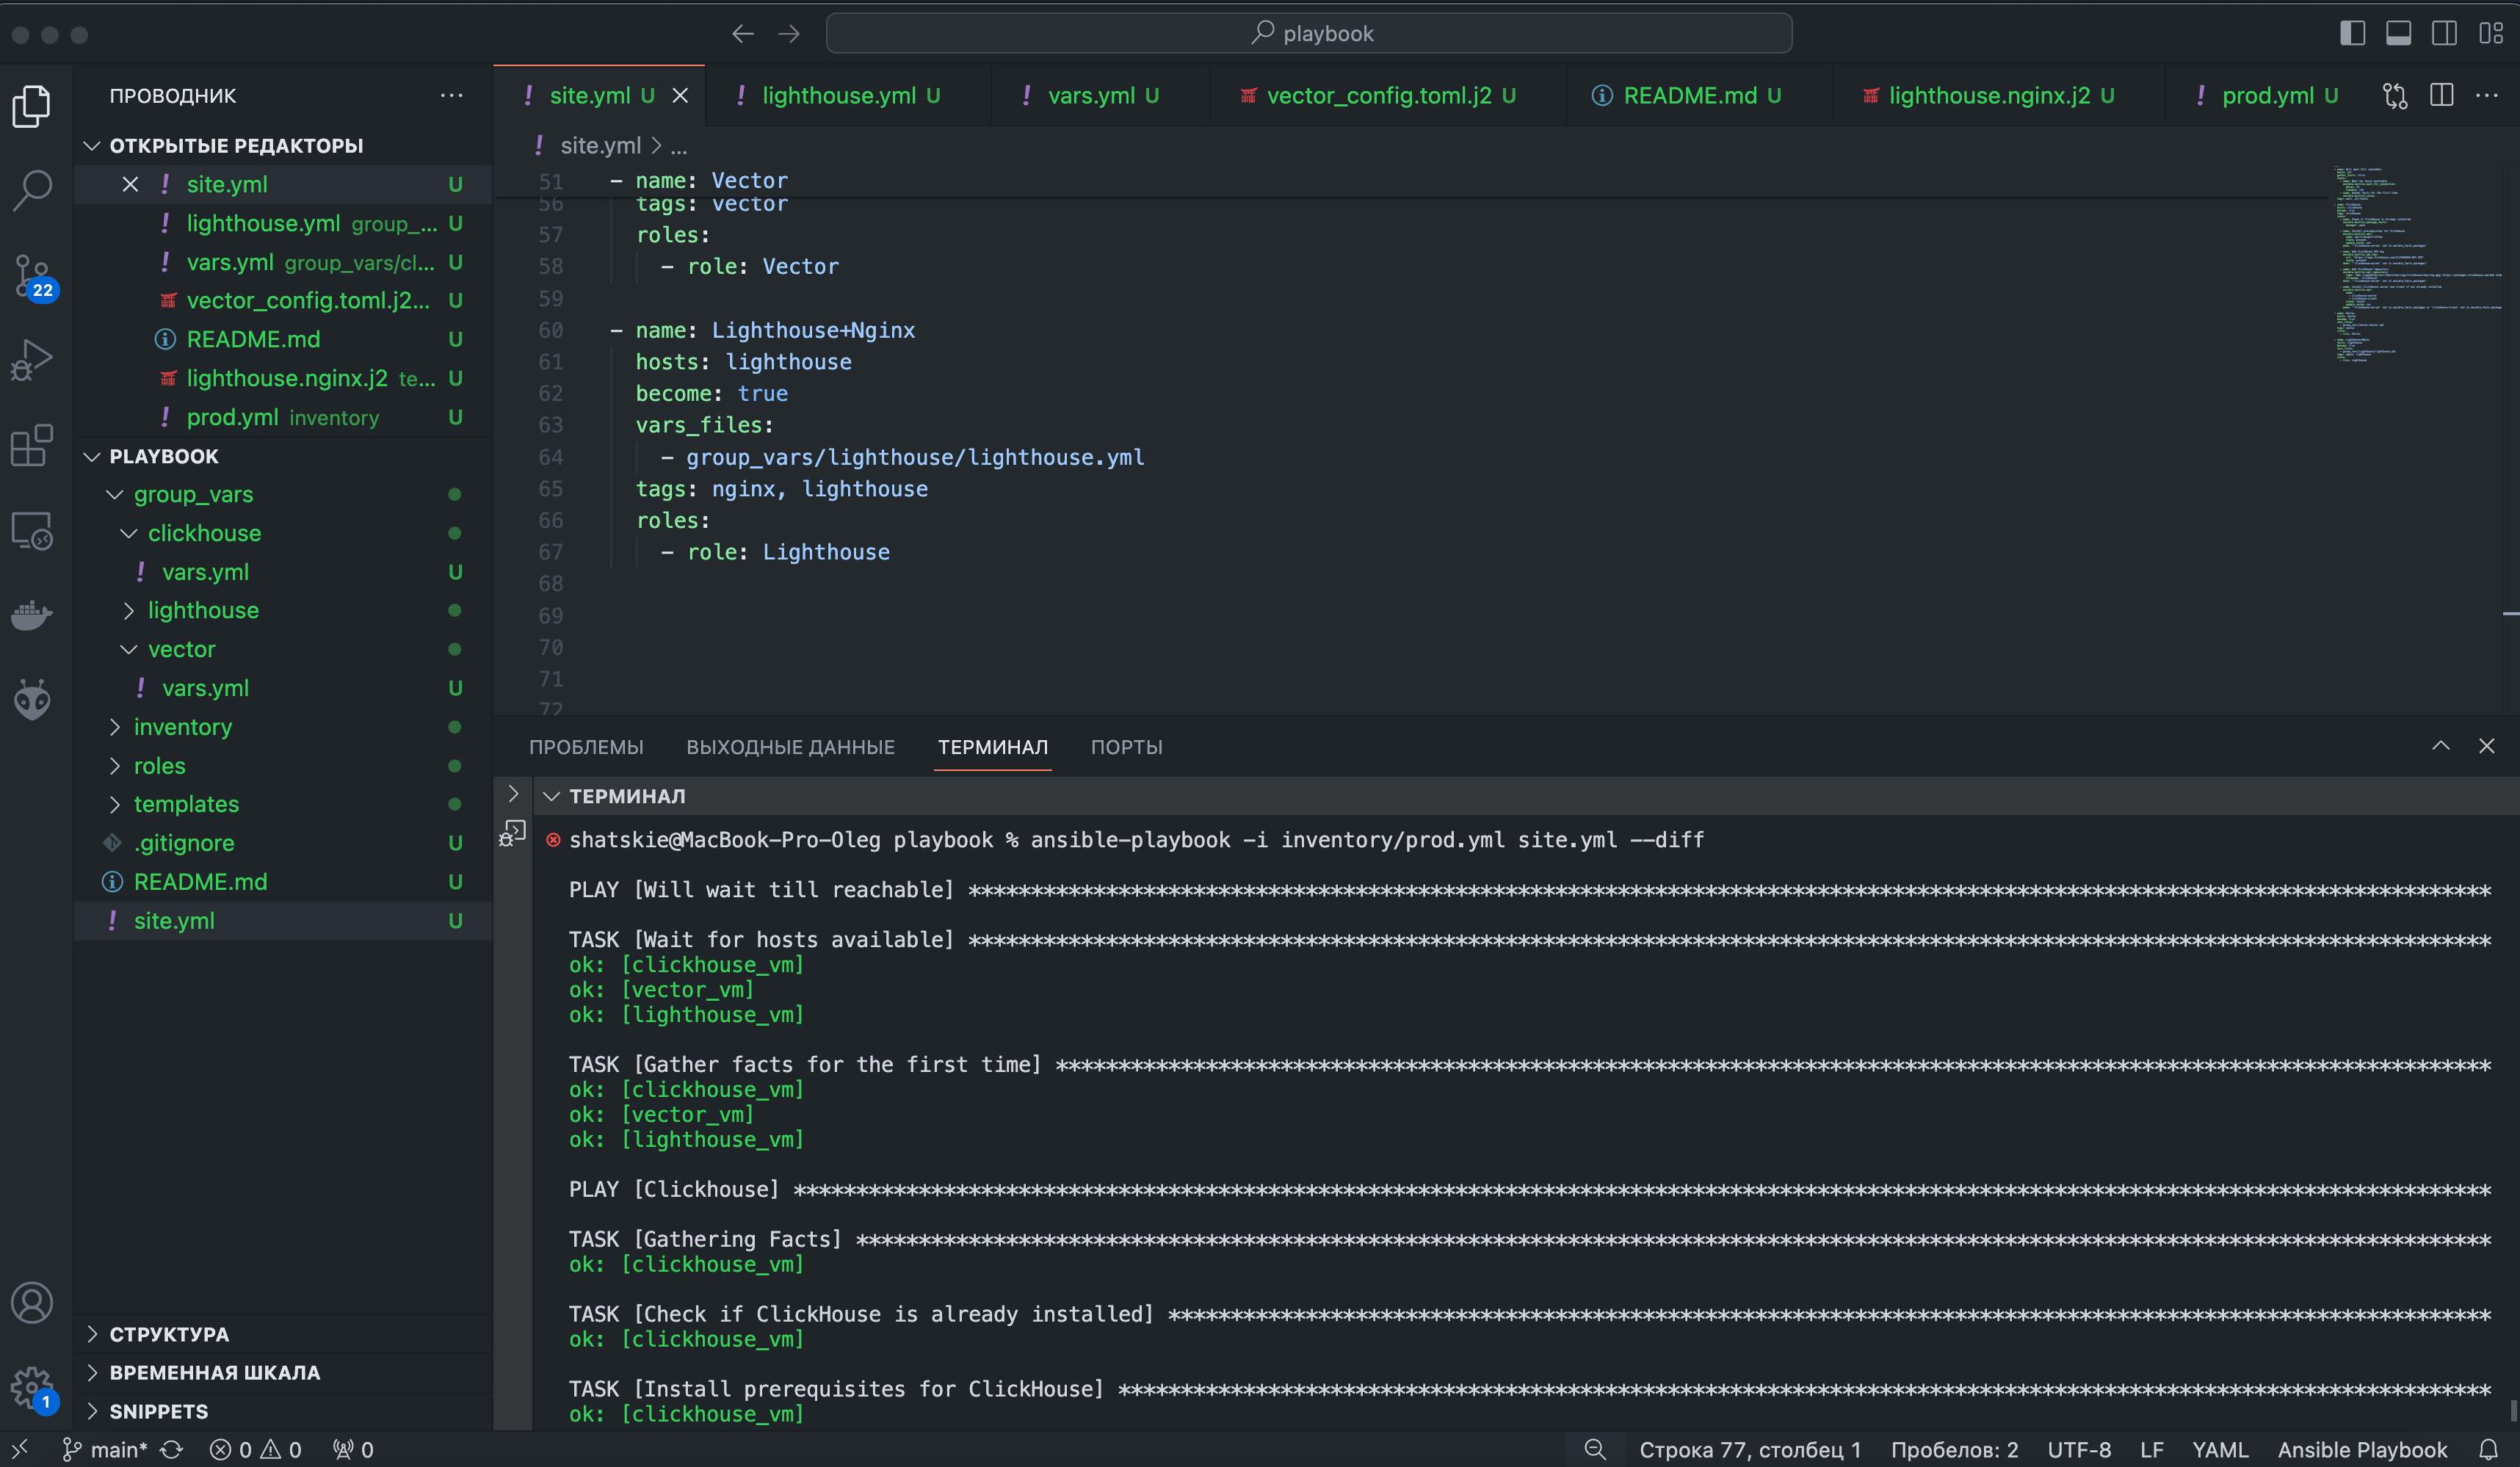 playbook
ПРОВОДНИК
ОТКРЫТЫЕ РЕДАКТОРЫ
site.yml U
lighthouse.yml group_... U
vars.yml group_vars/cl... U
vector_config.toml.j2... U
README.md U
lighthouse.nginx.j2 te... U
prod.yml inventory U
PLAYBOOK
group_vars
clickhouse
vars.yml U
lighthouse
vector
vars.yml U
inventory
roles
templates
.gitignore U
README.md U
site.yml U
СТРУКТУРА
ВРЕМЕННАЯ ШКАЛА
SNIPPETS
22
1
site.yml U lighthouse.yml U vars.yml U vector_config.toml.j2 U README.md U lighthouse.nginx.j2 U prod.yml U
site.yml > ...
51 - name: Vector
56 tags: vector
57 roles:
58 - role: Vector
59
60 - name: Lighthouse+Nginx
61 hosts: lighthouse
62 become: true
63 vars_files:
64 - group_vars/lighthouse/lighthouse.yml
65 tags: nginx, lighthouse
66 roles:
67 - role: Lighthouse
68
69
70
71
72
ПРОБЛЕМЫ ВЫХОДНЫЕ ДАННЫЕ ТЕРМИНАЛ ПОРТЫ
ТЕРМИНАЛ
shatskie@MacBook-Pro-Oleg playbook % ansible-playbook -i inventory/prod.yml site.yml --diff
PLAY [Will wait till reachable] **************************************************************************************************************************
TASK [Wait for hosts available] **************************************************************************************************************************
ok: [clickhouse_vm]
ok: [vector_vm]
ok: [lighthouse_vm]
TASK [Gather facts for the first time] *******************************************************************************************************************
ok: [clickhouse_vm]
ok: [vector_vm]
ok: [lighthouse_vm]
PLAY [Clickhouse] ****************************************************************************************************************************************
TASK [Gathering Facts] ***********************************************************************************************************************************
ok: [clickhouse_vm]
TASK [Check if ClickHouse is already installed] **********************************************************************************************************
ok: [clickhouse_vm]
TASK [Install prerequisites for ClickHouse] **************************************************************************************************************
ok: [clickhouse_vm]
main* 0 0 0 Строка 77, столбец 1 Пробелов: 2 UTF-8 LF YAML Ansible Playbook